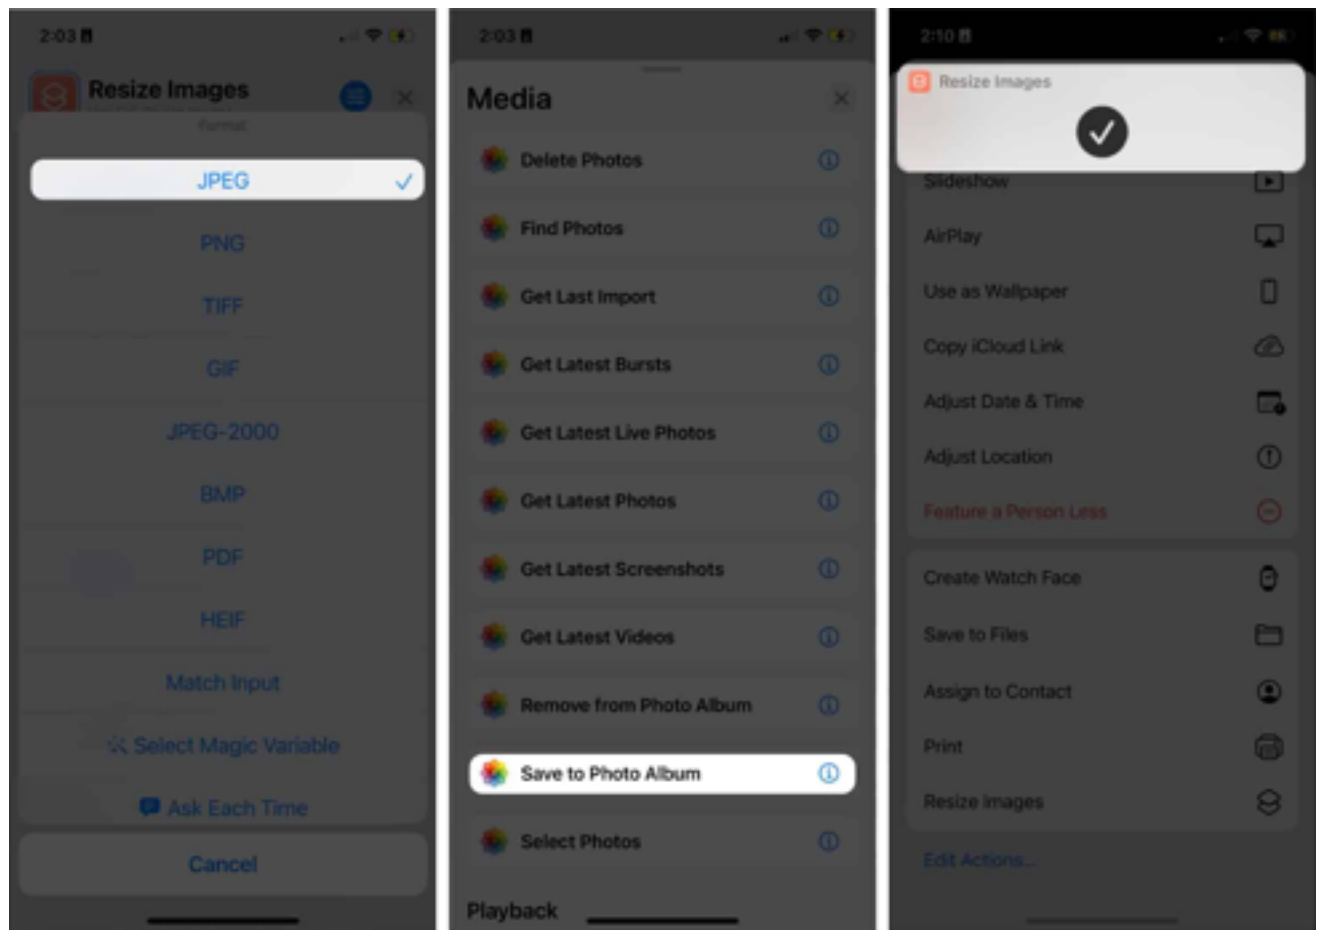 2:03
Resize Images
Format
JPEG
PNG
TIFF
GIF
JPEG-2000
BMP
PDF
HEIF
Match Input
Select Magic Variable
Ask Each Time
Cancel
2:03
Media
Delete Photos
Find Photos
Get Last Import
Get Latest Bursts
Get Latest Live Photos
Get Latest Photos
Get Latest Screenshots
Get Latest Videos
Remove from Photo Album
Save to Photo Album
Select Photos
Playback
2:10
Resize Images
Slideshow
AirPlay
Use as Wallpaper
Copy iCloud Link
Adjust Date & Time
Adjust Location
Feature a Person Less
Create Watch Face
Save to Files
Assign to Contact
Print
Resize Images
Edit Actions...